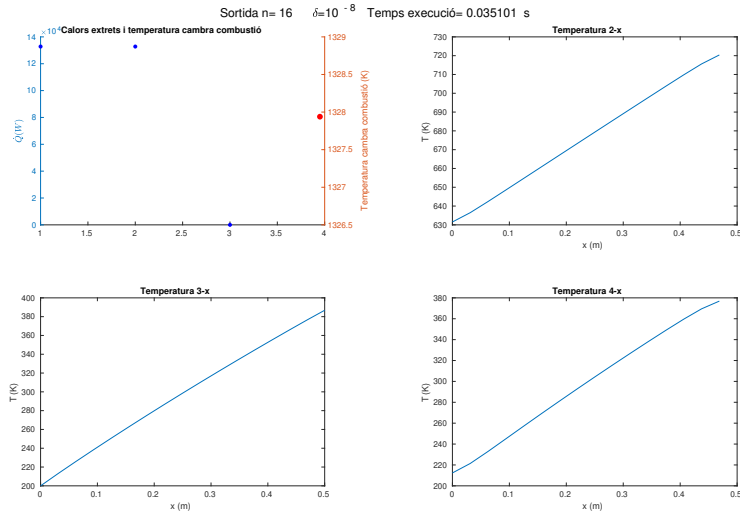 Sortida n= 16 δ=10 -8 Temps execució= 0.035101 s
×10⁴ Calors extrets i temperatura cambra combustió
14
12
10
8
6
4
2
0
Q̇(W)
1 1.5 2 2.5 3 3.5 4
1329
1328.5
1328
1327.5
1327
1326.5
Temperatura cambra combustió (K)
Temperatura 2-x
730
720
710
700
690
680
670
660
650
640
630
T (K)
0 0.1 0.2 0.3 0.4 0.5
x (m)
Temperatura 3-x
400
380
360
340
320
300
280
260
240
220
200
T (K)
0 0.1 0.2 0.3 0.4 0.5
x (m)
Temperatura 4-x
380
360
340
320
300
280
260
240
220
200
T (K)
0 0.1 0.2 0.3 0.4 0.5
x (m)